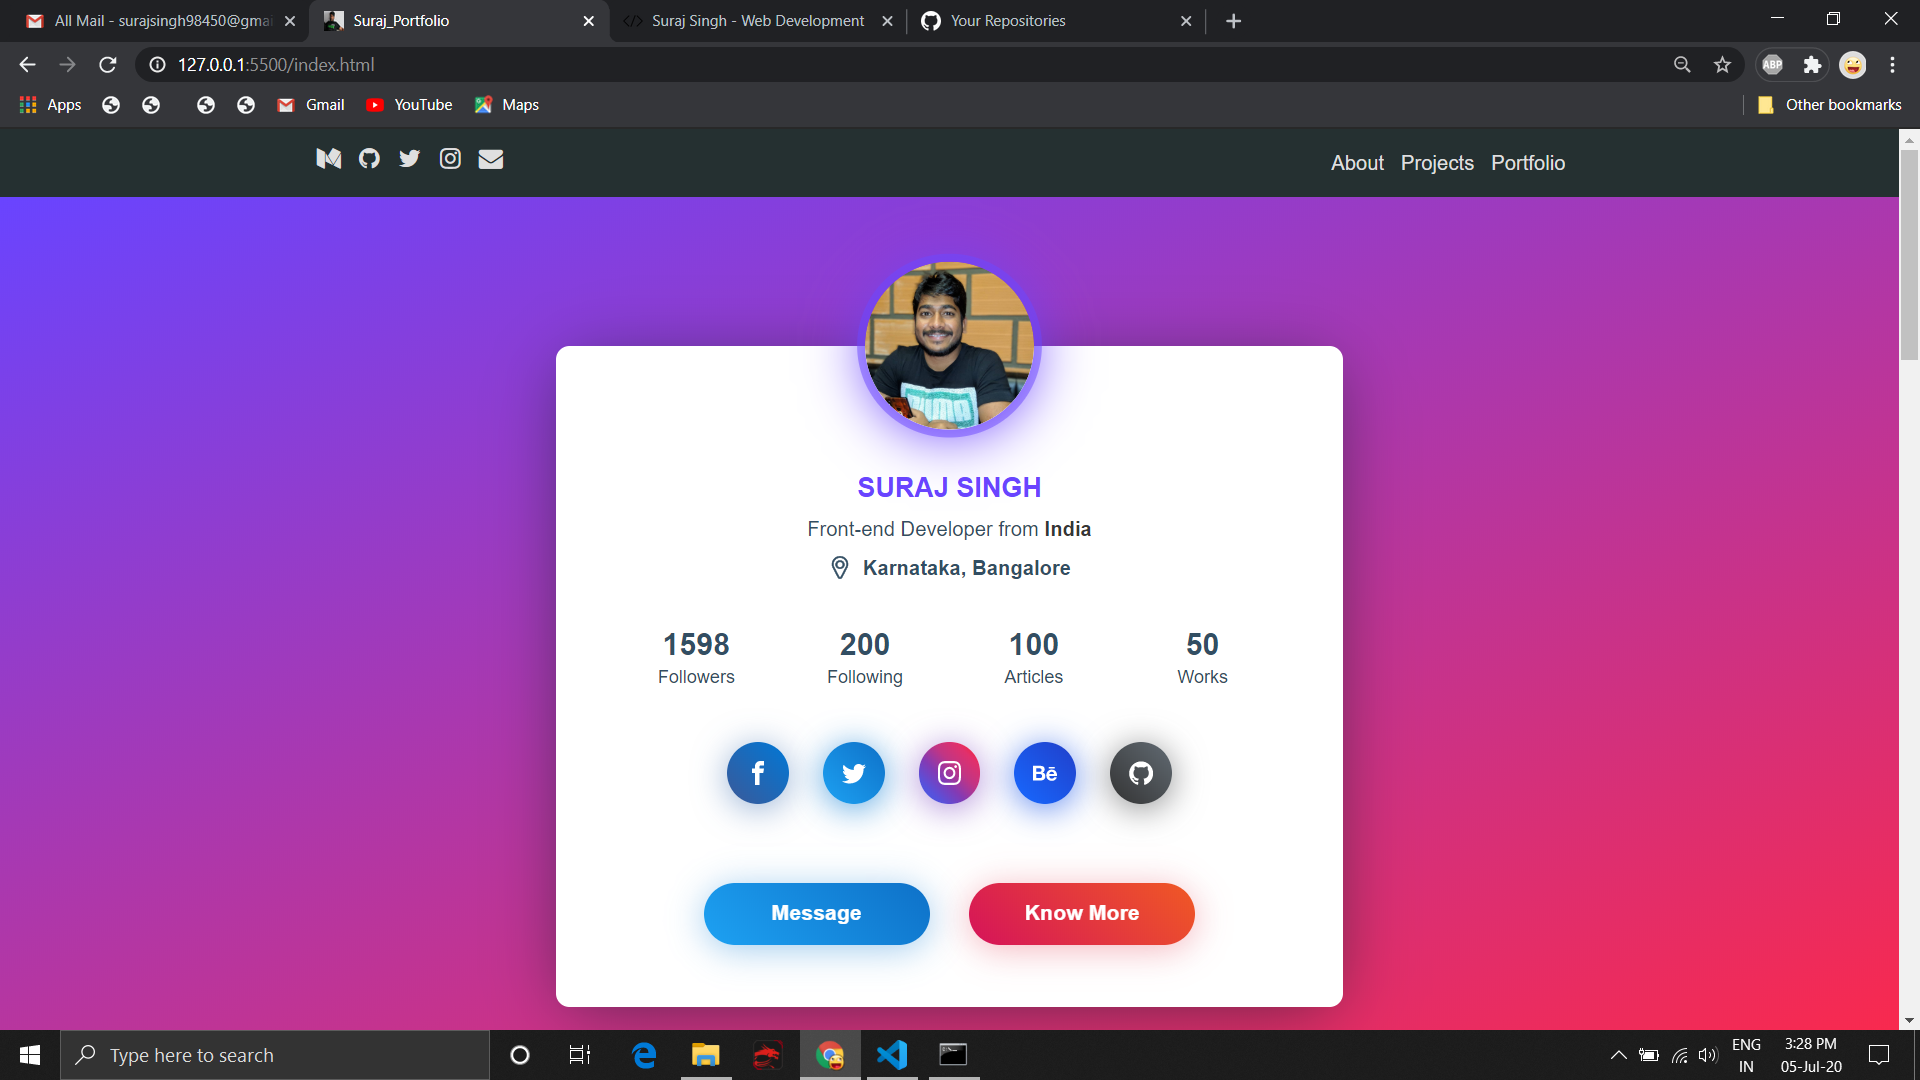 All Mail - surajsingh98450@gmai
Suraj_Portfolio
Suraj Singh - Web Development
Your Repositories
127.0.0.1:5500/index.html
ABP
Apps
Gmail
YouTube
Maps
Other bookmarks
About Projects Portfolio
SURAJ SINGH
Front-end Developer from India
Karnataka, Bangalore
1598 200 100 50
Followers Following Articles Works
Bē
Message Know More
Type here to search
ENG
IN
3:28 PM
05-Jul-20